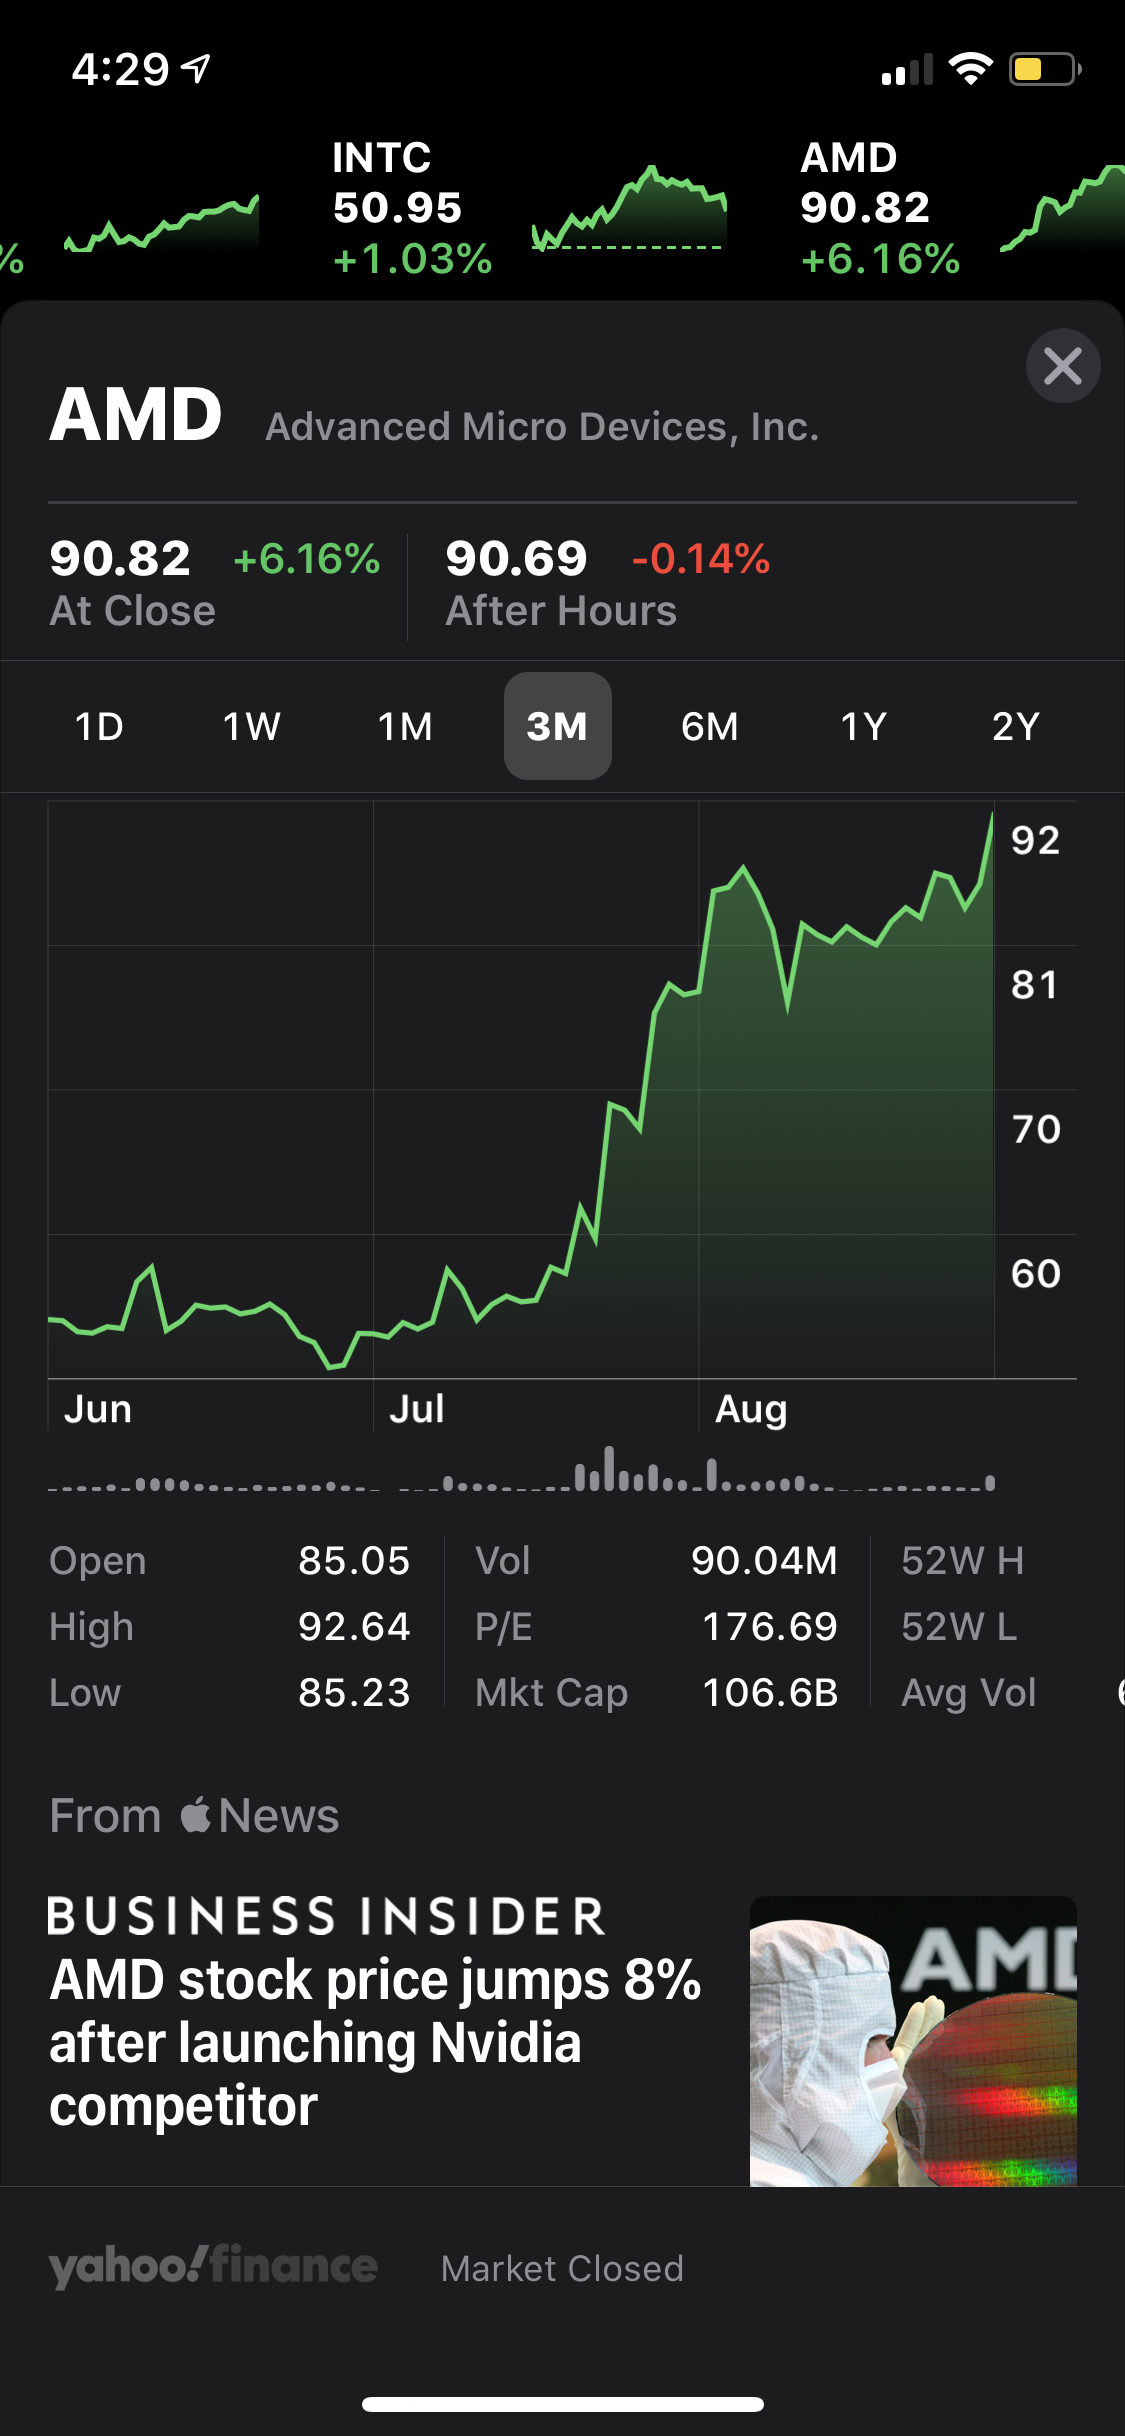 4:29
%
INTC
50.95
+1.03%
AMD
90.82
+6.16%
AMD Advanced Micro Devices, Inc.
90.82 +6.16%
At Close
90.69 -0.14%
After Hours
1D 1W 1M 3M 6M 1Y 2Y
92
81
70
60
Jun Jul Aug
Open 85.05
High 92.64
Low 85.23
Vol 90.04M
P/E 176.69
Mkt Cap 106.6B
52W H
52W L
Avg Vol
From News
BUSINESS INSIDER
AMD stock price jumps 8%
after launching Nvidia
competitor
AMD
yahoo!finance Market Closed